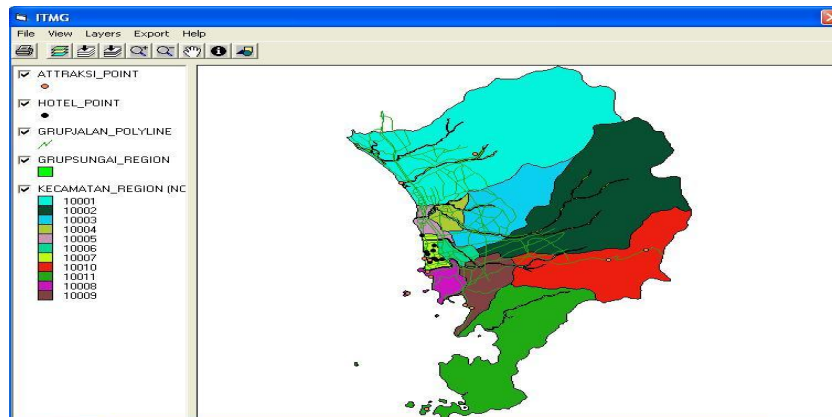 ITMG
File View Layers Export Help
ATTRAKSI_POINT
HOTEL_POINT
GRUPJALAN_POLYLINE
GRUPSUNGAI_REGION
KECAMATAN_REGION (NO
10001
10002
10003
10004
10005
10006
10007
10010
10011
10008
10009